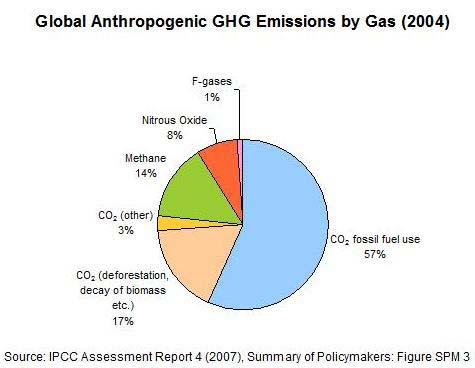 Global Anthropogenic GHG Emissions by Gas (2004)
F-gases
1%
Nitrous Oxide
8%
Methane
14%
CO₂ (other)
3%
CO₂ fossil fuel use
57%
CO₂ (deforestation,
decay of biomass
etc.)
17%
Source: IPCC Assessment Report 4 (2007), Summary of Policymakers: Figure SPM 3